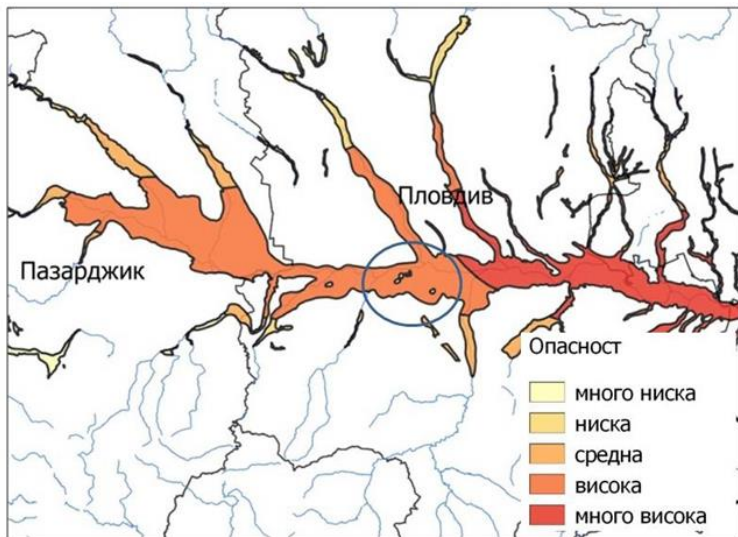 Пловдив
Пазарджик
Опасност
много ниска
ниска
средна
висока
много висока